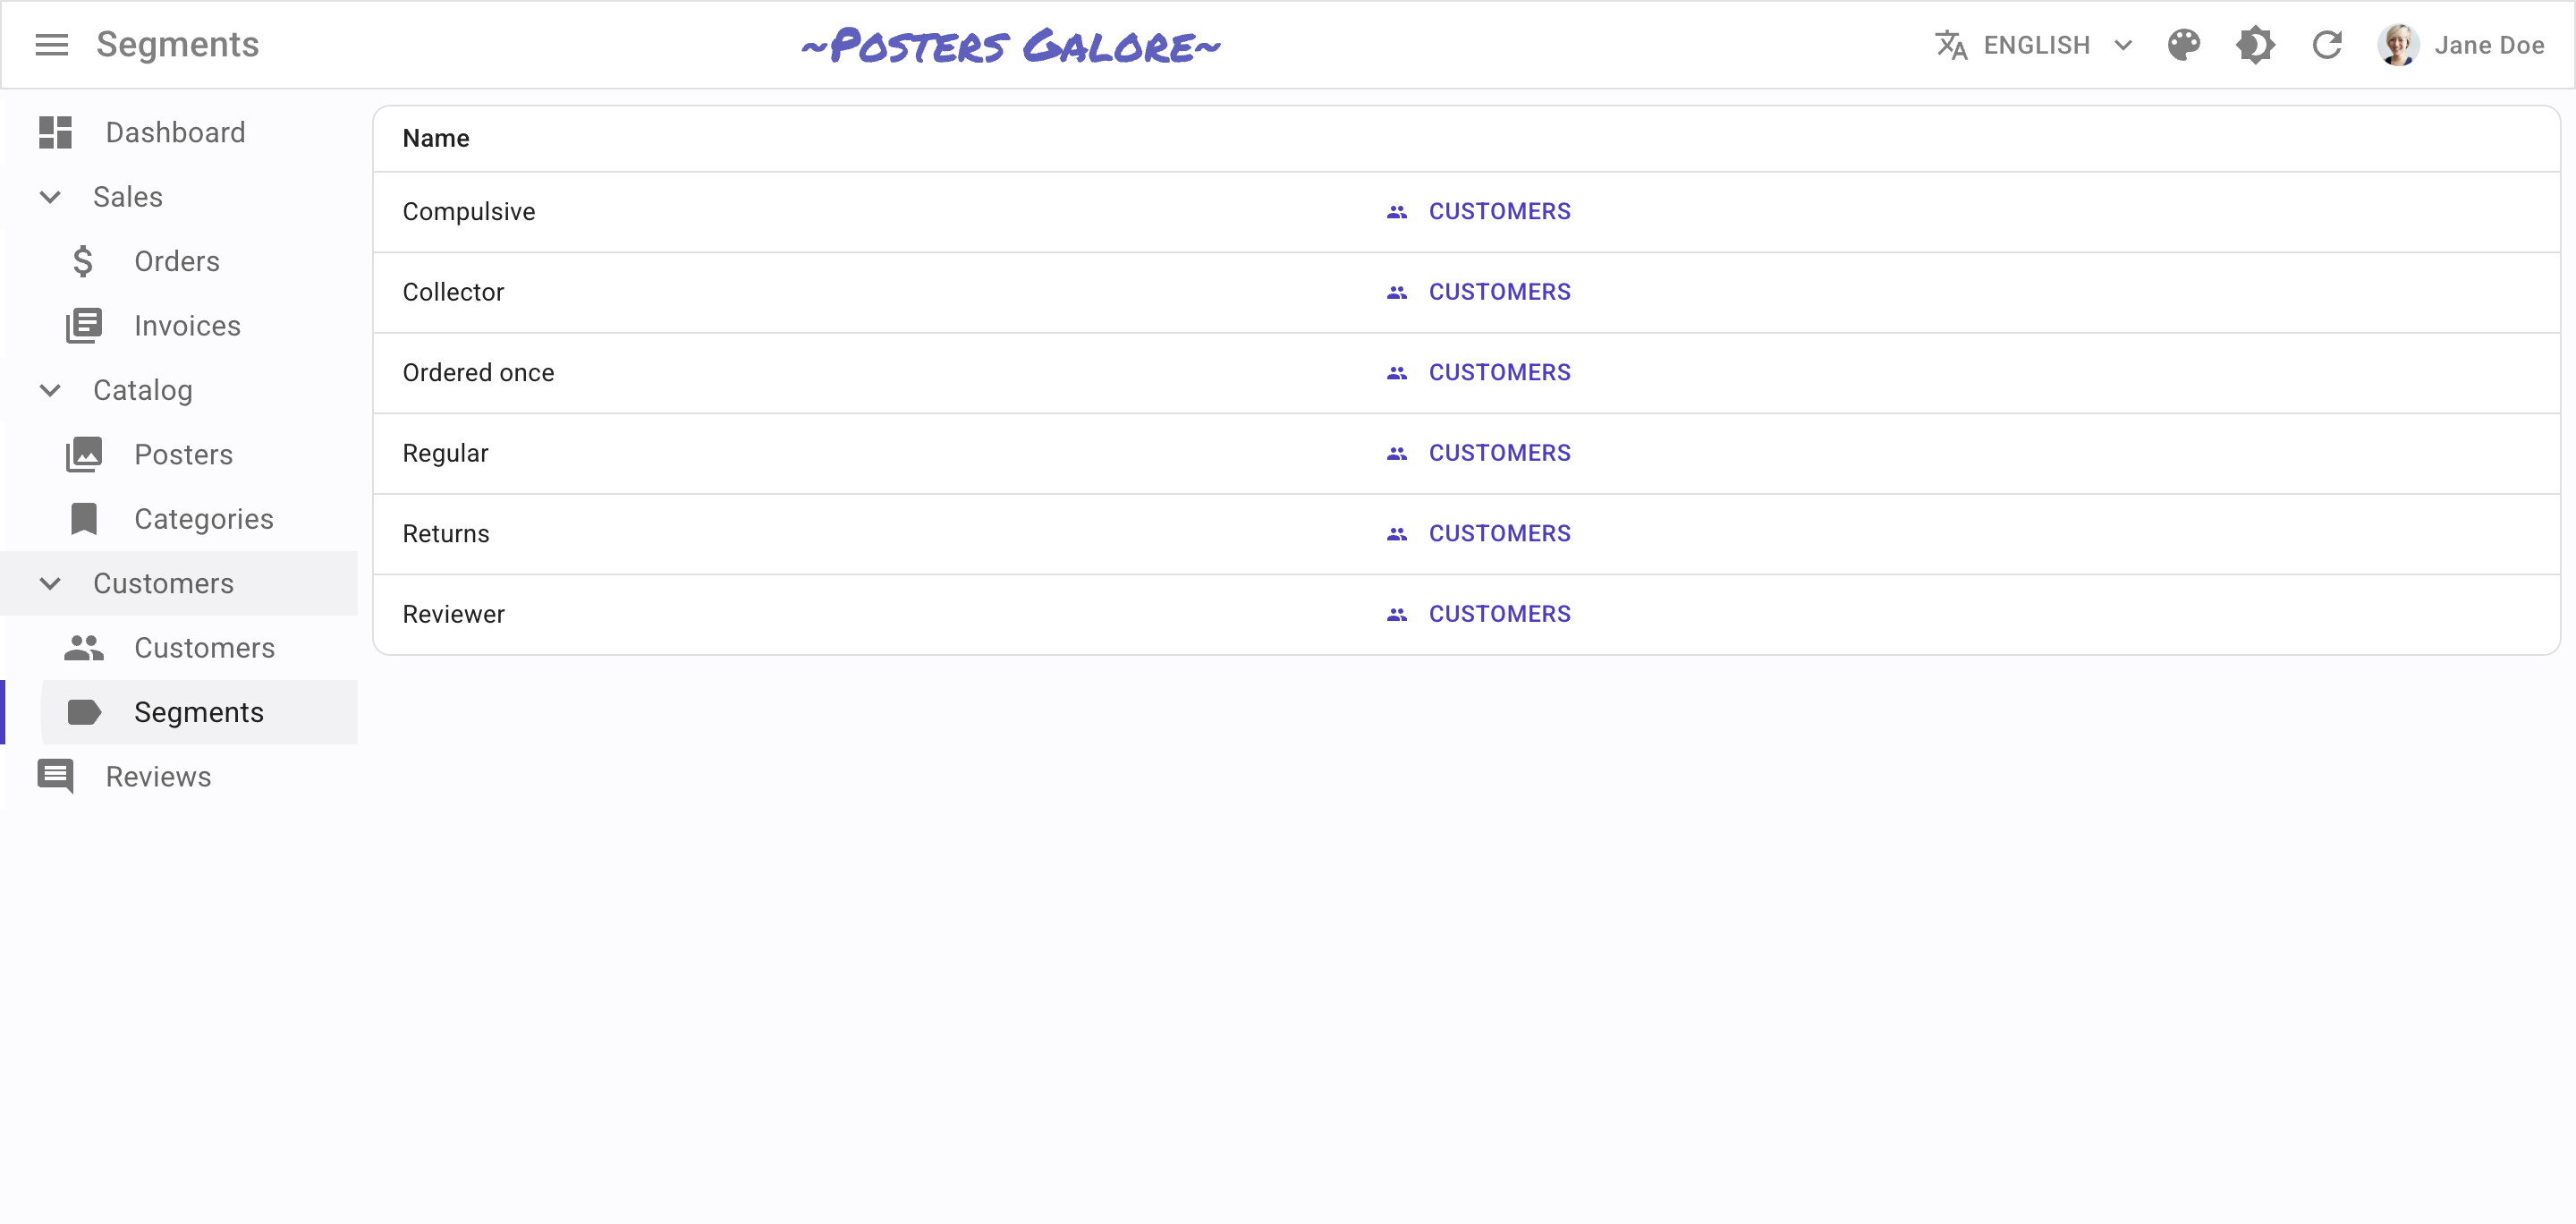 Segments
~Posters Galore~
ENGLISH
Jane Doe
Dashboard
Sales
Orders
Invoices
Catalog
Posters
Categories
Customers
Customers
Segments
Reviews
Name
Compulsive CUSTOMERS
Collector CUSTOMERS
Ordered once CUSTOMERS
Regular CUSTOMERS
Returns CUSTOMERS
Reviewer CUSTOMERS